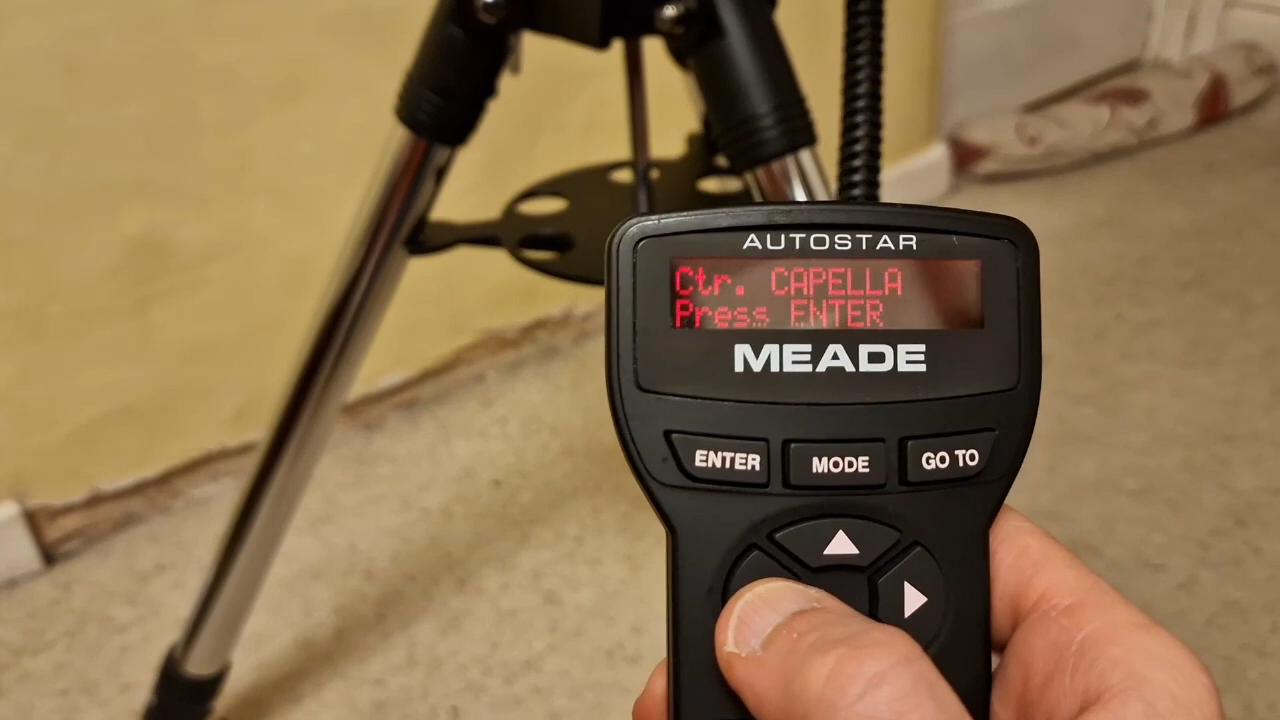 AUTOSTAR
Ctr. CAPELLA
Press ENTER
MEADE
ENTER MODE GO TO